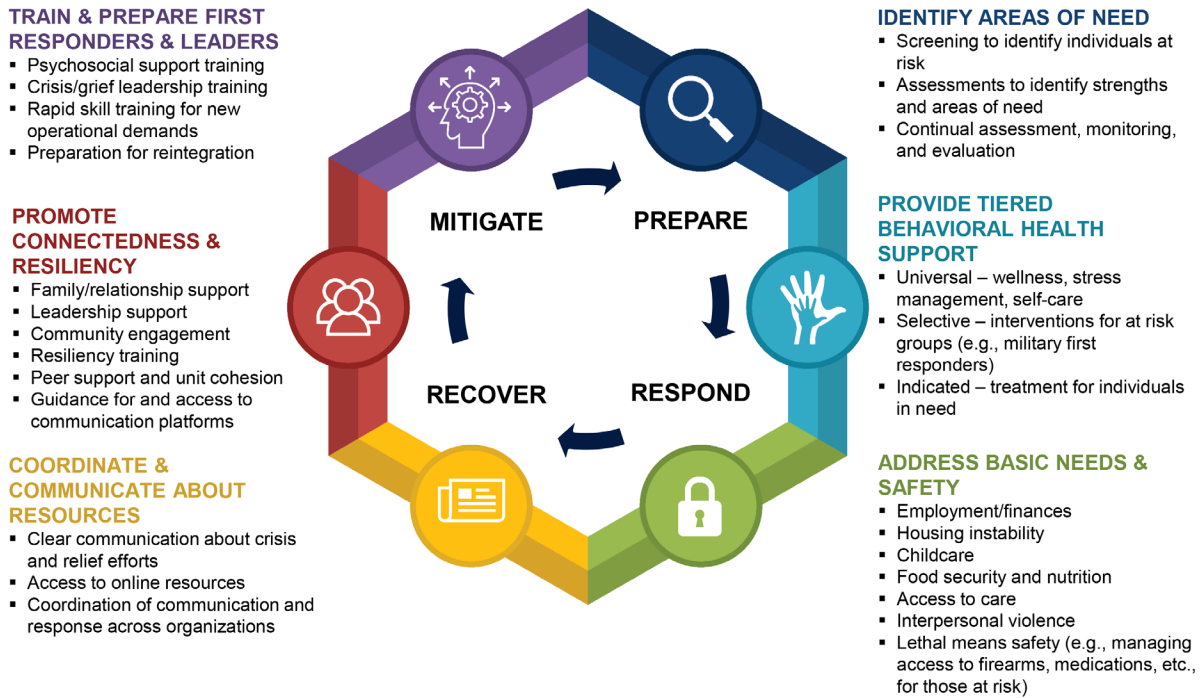 TRAIN & PREPARE FIRST
RESPONDERS & LEADERS
▪ Psychosocial support training
▪ Crisis/grief leadership training
▪ Rapid skill training for new
operational demands
▪ Preparation for reintegration
PROMOTE
CONNECTEDNESS &
RESILIENCY
▪ Family/relationship support
▪ Leadership support
▪ Community engagement
▪ Resiliency training
▪ Peer support and unit cohesion
▪ Guidance for and access to
communication platforms
COORDINATE &
COMMUNICATE ABOUT
RESOURCES
▪ Clear communication about crisis
and relief efforts
▪ Access to online resources
▪ Coordination of communication and
response across organizations
MITIGATE
PREPARE
RECOVER
RESPOND
IDENTIFY AREAS OF NEED
▪ Screening to identify individuals at
risk
▪ Assessments to identify strengths
and areas of need
▪ Continual assessment, monitoring,
and evaluation
PROVIDE TIERED
BEHAVIORAL HEALTH
SUPPORT
▪ Universal – wellness, stress
management, self-care
▪ Selective – interventions for at risk
groups (e.g., military first
responders)
▪ Indicated – treatment for individuals
in need
ADDRESS BASIC NEEDS &
SAFETY
▪ Employment/finances
▪ Housing instability
▪ Childcare
▪ Food security and nutrition
▪ Access to care
▪ Interpersonal violence
▪ Lethal means safety (e.g., managing
access to firearms, medications, etc.,
for those at risk)